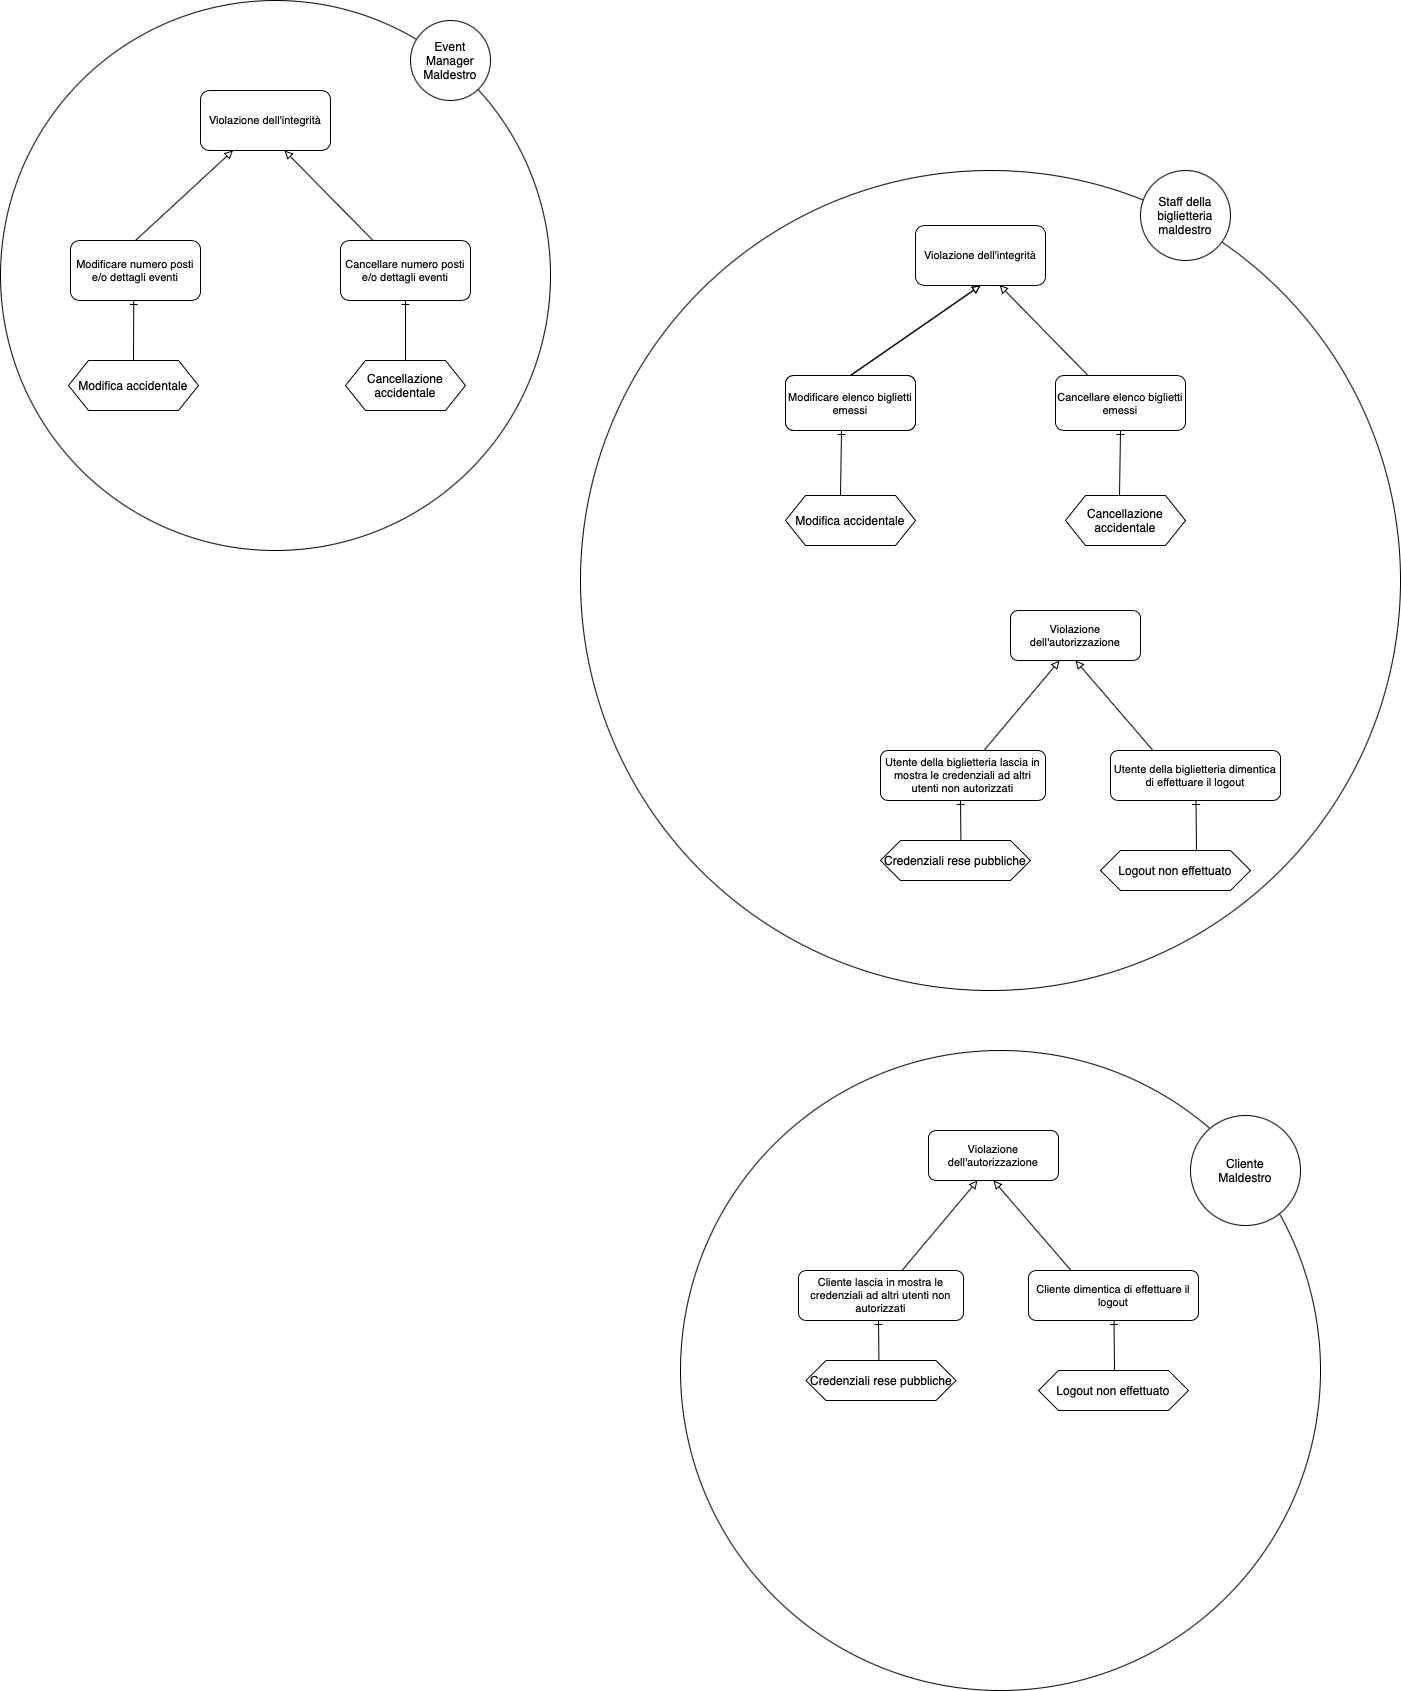 Event
Manager
Maldestro
Violazione dell'integrità
Modificare numero posti
e/o dettagli eventi
Cancellare numero posti
e/o dettagli eventi
Modifica accidentale
Cancellazione
accidentale
Staff della
biglietteria
maldestro
Violazione dell'integrità
Modificare elenco biglietti
emessi
Cancellare elenco biglietti
emessi
Modifica accidentale
Cancellazione
accidentale
Violazione
dell'autorizzazione
Utente della biglietteria lascia in
mostra le credenziali ad altri
utenti non autorizzati
Utente della biglietteria dimentica
di effettuare il logout
Credenziali rese pubbliche
Logout non effettuato
Cliente
Maldestro
Violazione
dell'autorizzazione
Cliente lascia in mostra le
credenziali ad altri utenti non
autorizzati
Cliente dimentica di effettuare il
logout
Credenziali rese pubbliche
Logout non effettuato